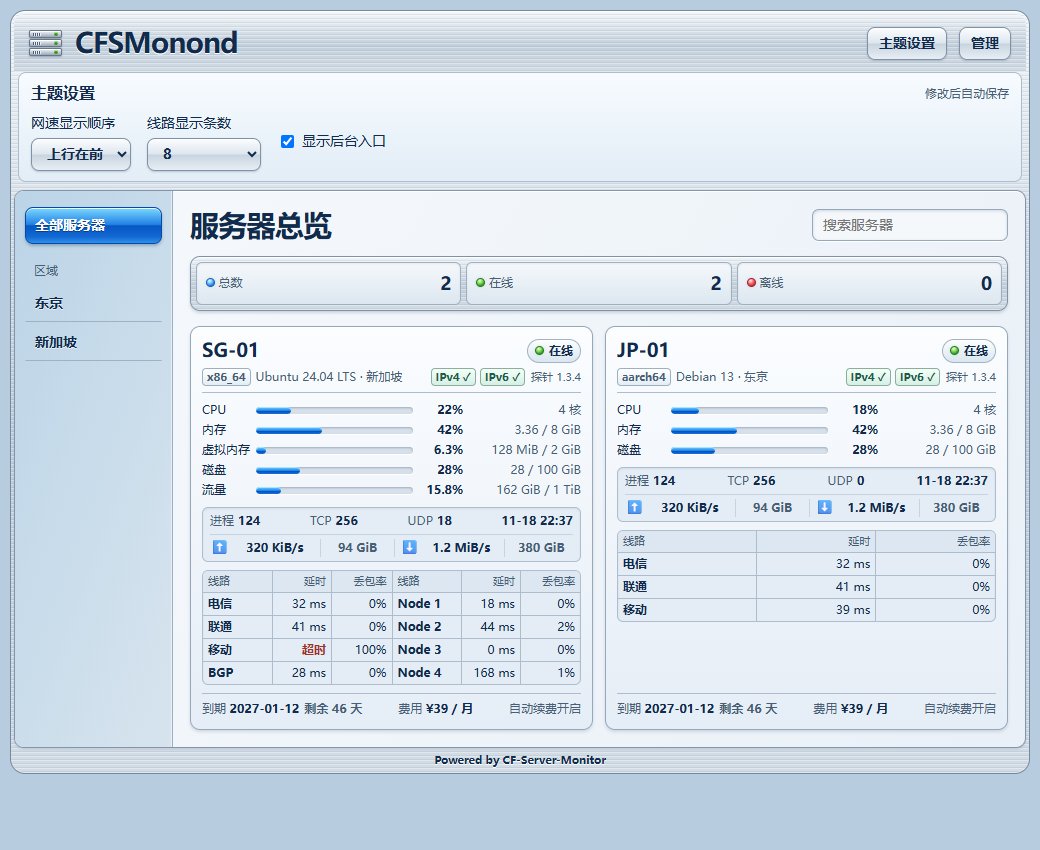 CFSMonond 主题设置 管理
主题设置 修改后自动保存
网速显示顺序 线路显示条数
上行在前 8 显示后台入口
全部服务器
区域
东京
新加坡
服务器总览 搜索服务器
总数 2 在线 2 离线 0
SG-01 在线
x86_64 Ubuntu 24.04 LTS · 新加坡 IPv4 ✓ IPv6 ✓ 探针 1.3.4
CPU 22% 4 核
内存 42% 3.36 / 8 GiB
虚拟内存 6.3% 128 MiB / 2 GiB
磁盘 28% 28 / 100 GiB
流量 15.8% 162 GiB / 1 TiB
进程 124 TCP 256 UDP 18 11-18 22:37
320 KiB/s 94 GiB 1.2 MiB/s 380 GiB
线路 延时 丢包率 线路 延时 丢包率
电信 32 ms 0% Node 1 18 ms 0%
联通 41 ms 0% Node 2 44 ms 2%
移动 超时 100% Node 3 0 ms 0%
BGP 28 ms 0% Node 4 168 ms 1%
到期 2027-01-12 剩余 46 天 费用 ¥39 / 月 自动续费开启
JP-01 在线
aarch64 Debian 13 · 东京 IPv4 ✓ IPv6 ✓ 探针 1.3.4
CPU 18% 4 核
内存 42% 3.36 / 8 GiB
磁盘 28% 28 / 100 GiB
进程 124 TCP 256 UDP 0 11-18 22:37
320 KiB/s 94 GiB 1.2 MiB/s 380 GiB
线路 延时 丢包率
电信 32 ms 0%
联通 41 ms 0%
移动 39 ms 0%
到期 2027-01-12 剩余 46 天 费用 ¥39 / 月 自动续费开启
Powered by CF-Server-Monitor